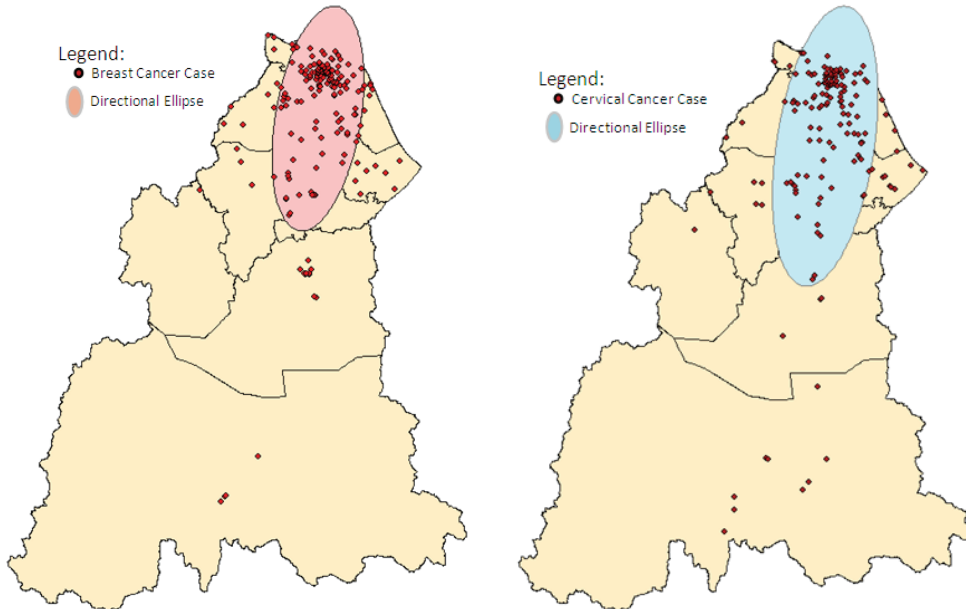 Legend:
Breast Cancer Case
Directional Ellipse
Legend:
Cervical Cancer Case
Directional Ellipse